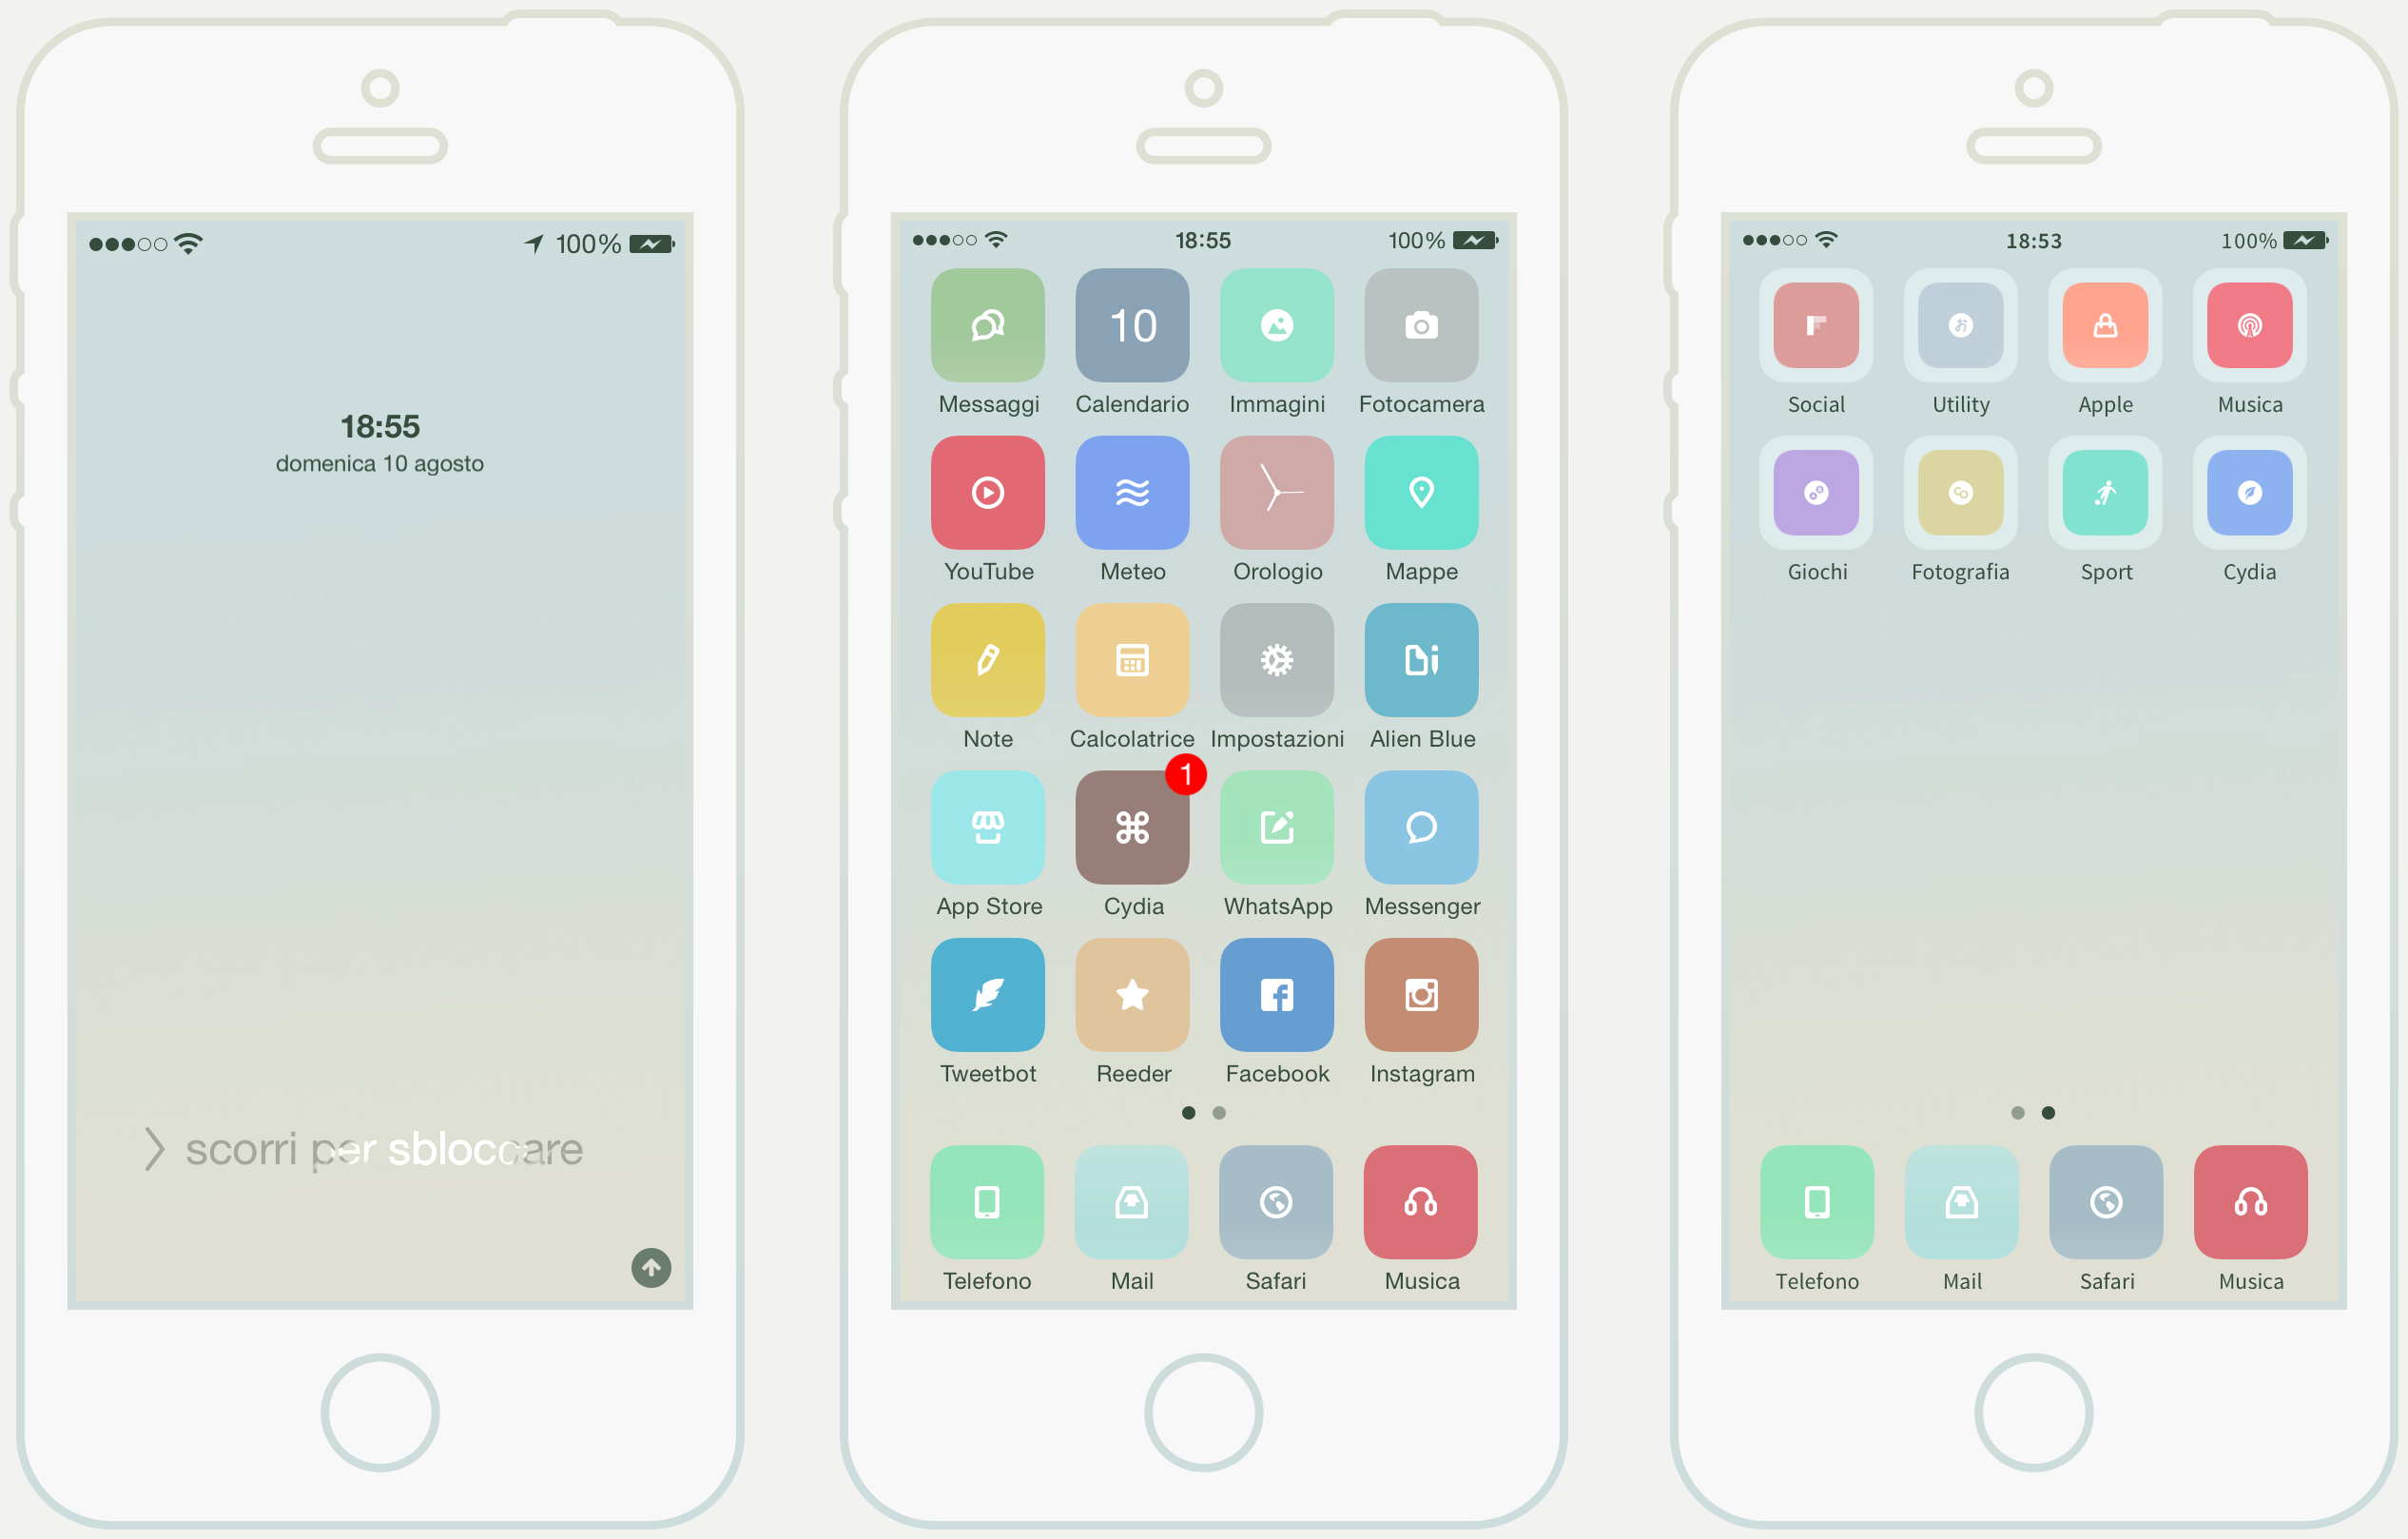 100%
18:55
domenica 10 agosto
scorri per sbloccare
18:55 100%
10
Messaggi Calendario Immagini Fotocamera
YouTube Meteo Orologio Mappe
Note Calcolatrice Impostazioni Alien Blue
1
App Store Cydia WhatsApp Messenger
Tweetbot Reeder Facebook Instagram
Telefono Mail Safari Musica
18:53 100%
Social Utility Apple Musica
Giochi Fotografia Sport Cydia
Telefono Mail Safari Musica